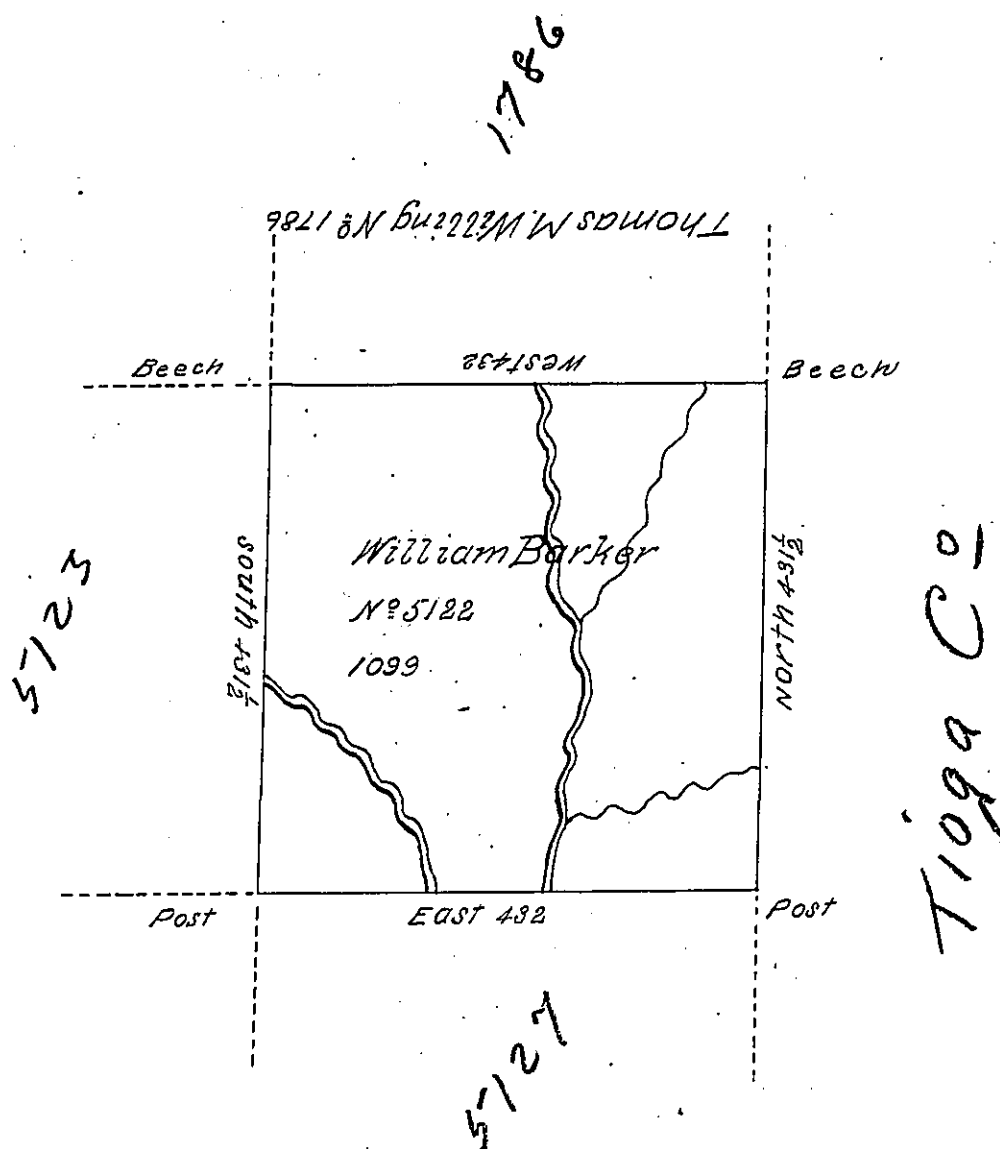 1786
Thomas M. Willing Nº 1786
Beech
West 432
Beech
5123
South 431½
William Barker
Nº 5122
1099
North 431½
Tioga Co
Post
East 432
Post
5127